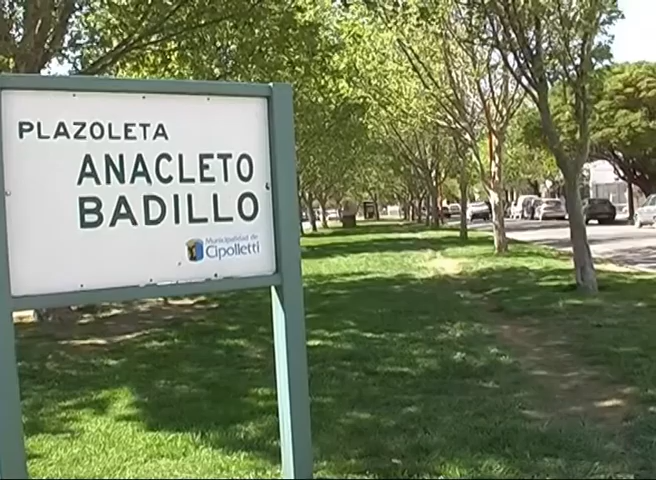 PLAZOLETA
ANACLETO
BADILLO
Municipalidad de
Cipolletti